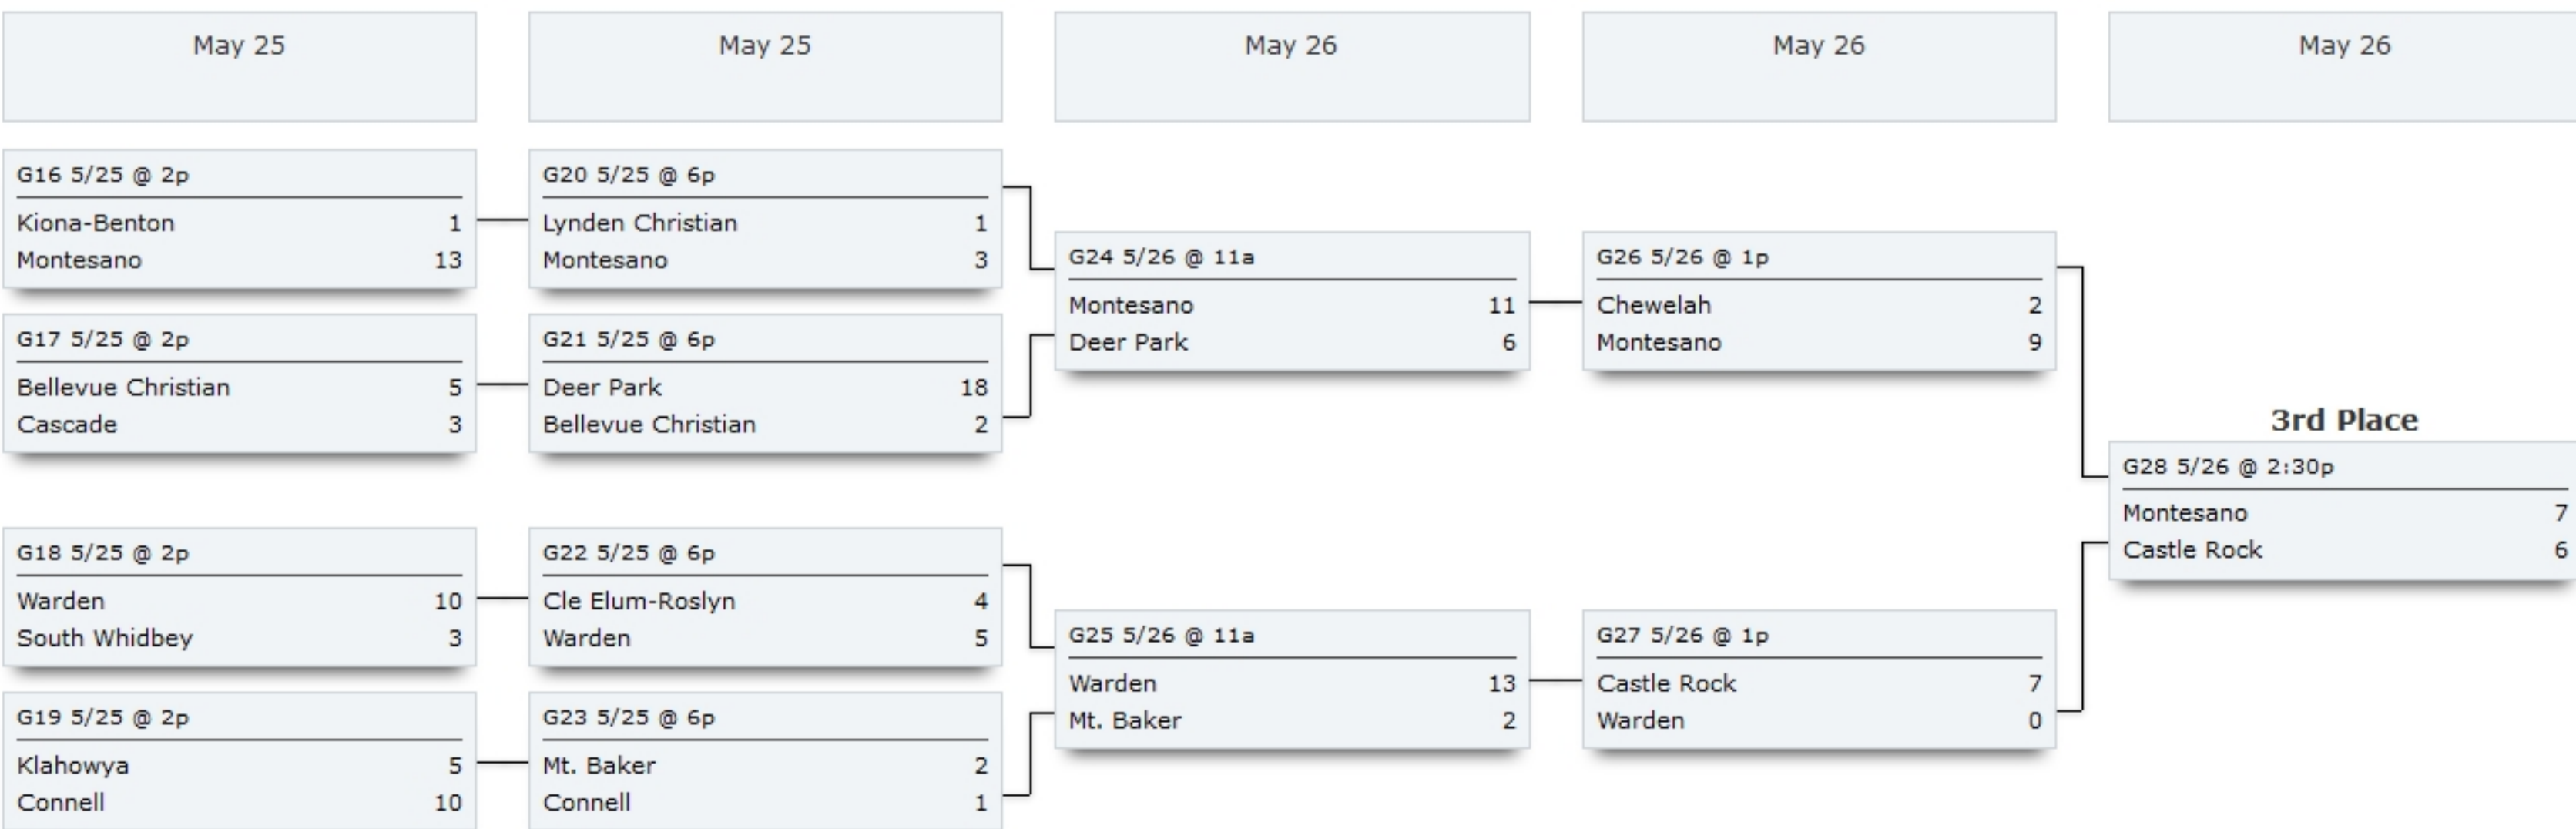 May 25
May 25
May 26
May 26
May 26
G16 5/25 @ 2p
Kiona-Benton 1
Montesano 13
G17 5/25 @ 2p
Bellevue Christian 5
Cascade 3
G18 5/25 @ 2p
Warden 10
South Whidbey 3
G19 5/25 @ 2p
Klahowya 5
Connell 10
G20 5/25 @ 6p
Lynden Christian 1
Montesano 3
G21 5/25 @ 6p
Deer Park 18
Bellevue Christian 2
G22 5/25 @ 6p
Cle Elum-Roslyn 4
Warden 5
G23 5/25 @ 6p
Mt. Baker 2
Connell 1
G24 5/26 @ 11a
Montesano 11
Deer Park 6
G25 5/26 @ 11a
Warden 13
Mt. Baker 2
G26 5/26 @ 1p
Chewelah 2
Montesano 9
G27 5/26 @ 1p
Castle Rock 7
Warden 0
3rd Place
G28 5/26 @ 2:30p
Montesano 7
Castle Rock 6